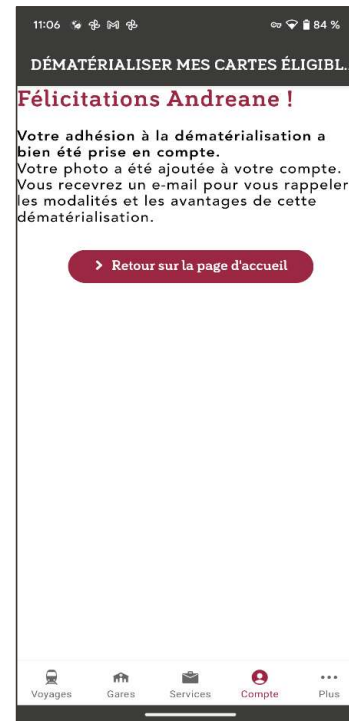 11:06 84 %
DÉMATÉRIALISER MES CARTES ÉLIGIBL..
Félicitations Andreane !
Votre adhésion à la dématérialisation a
bien été prise en compte.
Votre photo a été ajoutée à votre compte.
Vous recevrez un e-mail pour vous rappeler
les modalités et les avantages de cette
dématérialisation.
> Retour sur la page d'accueil
Voyages Gares Services Compte Plus